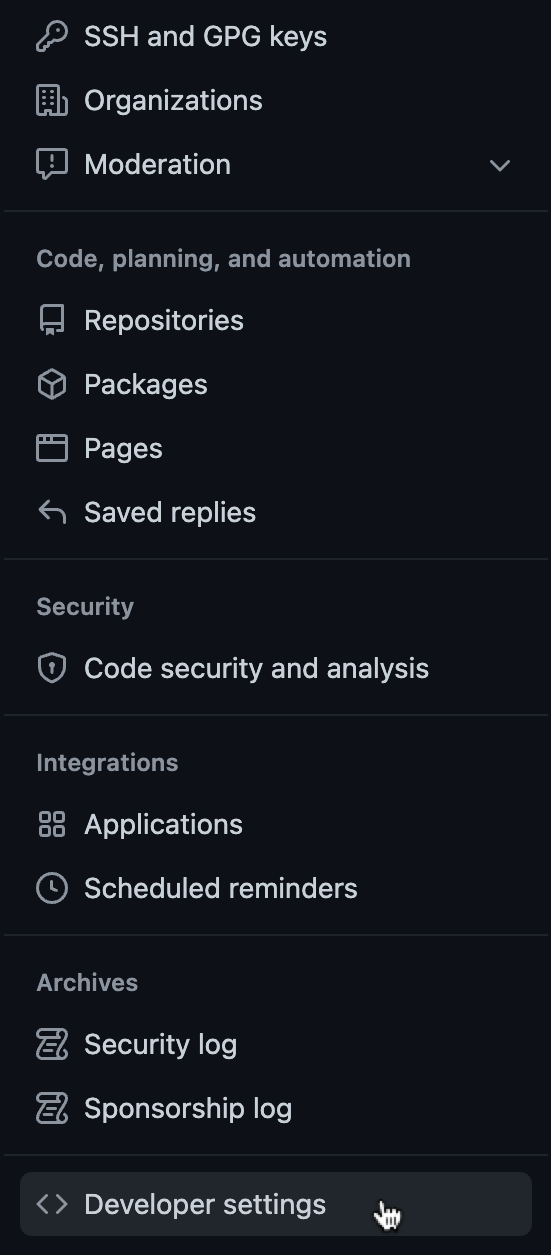 SSH and GPG keys
Organizations
Moderation
Code, planning, and automation
Repositories
Packages
Pages
Saved replies
Security
Code security and analysis
Integrations
Applications
Scheduled reminders
Archives
Security log
Sponsorship log
Developer settings